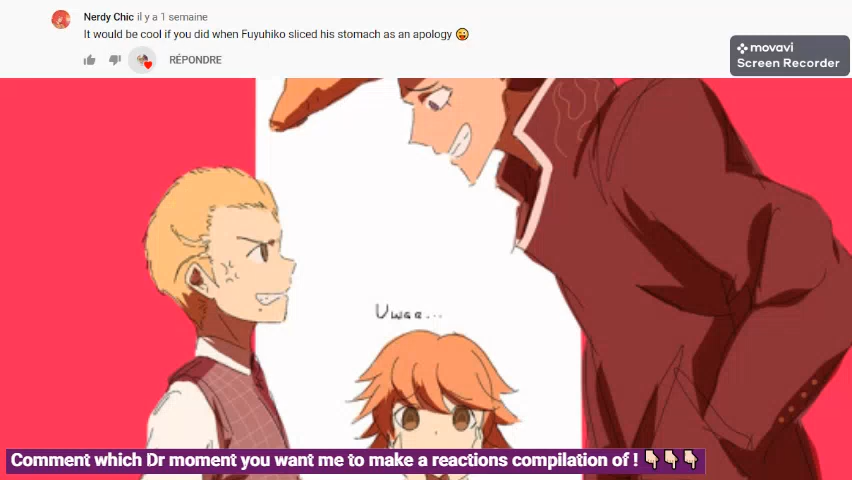 Nerdy Chic il y a 1 semaine
It would be cool if you did when Fuyuhiko sliced his stomach as an apology 😜
RÉPONDRE
movavi
Screen Recorder
Comment which Dr moment you want me to make a reactions compilation of ! 👇🏻👇🏻👇🏻